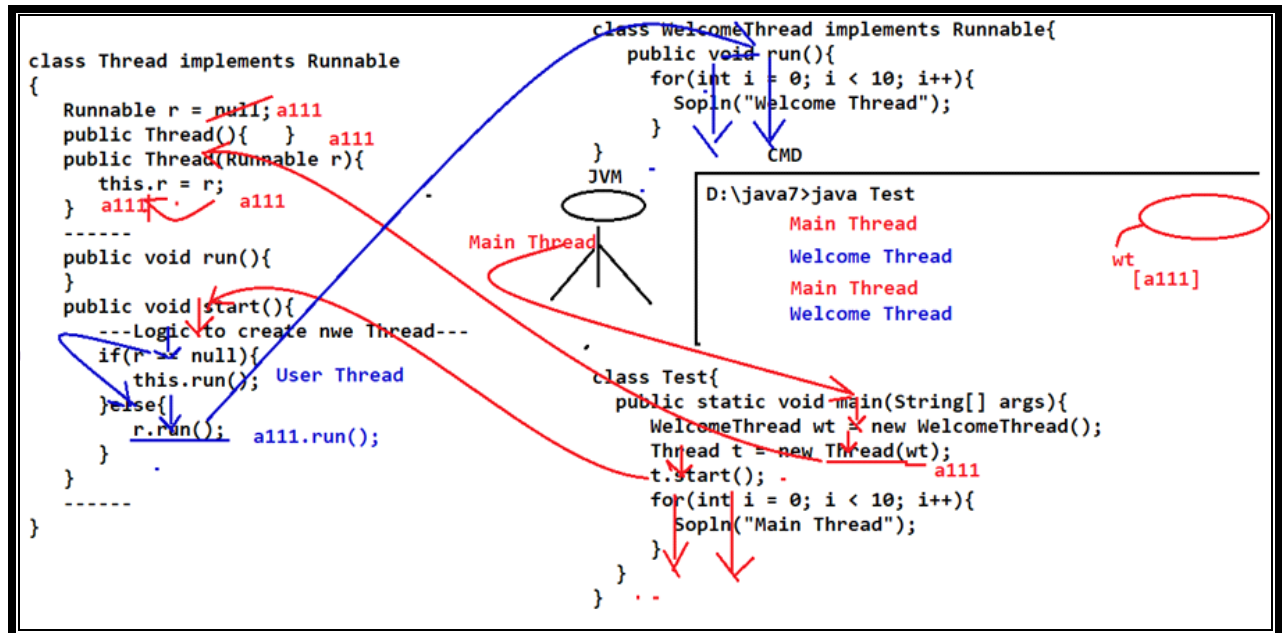 class Thread implements Runnable
{
Runnable r = null; a111
public Thread(){ } a111
public Thread(Runnable r){
this.r = r;
} a111 a111
------
public void run(){
}
public void start(){
---Logic to create nwe Thread---
if(r == null){
this.run(); User Thread
}else{
r.run(); a111.run();
}
}
------
}
class WelcomeThread implements Runnable{
public void run(){
for(int i = 0; i < 10; i++){
Sopln("Welcome Thread");
}
}
JVM
Main Thread
CMD
D:\java7>java Test
Main Thread
Welcome Thread
Main Thread
Welcome Thread
wt
[a111]
class Test{
public static void main(String[] args){
WelcomeThread wt = new WelcomeThread();
Thread t = new Thread(wt);
a111
t.start();
for(int i = 0; i < 10; i++){
Sopln("Main Thread");
}
}
}